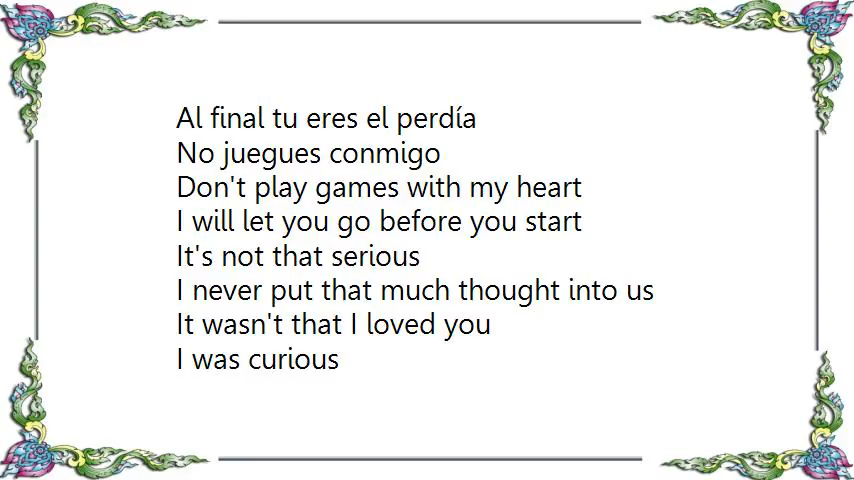 Al final tu eres el perdía
No juegues conmigo
Don't play games with my heart
I will let you go before you start
It's not that serious
I never put that much thought into us
It wasn't that I loved you
I was curious